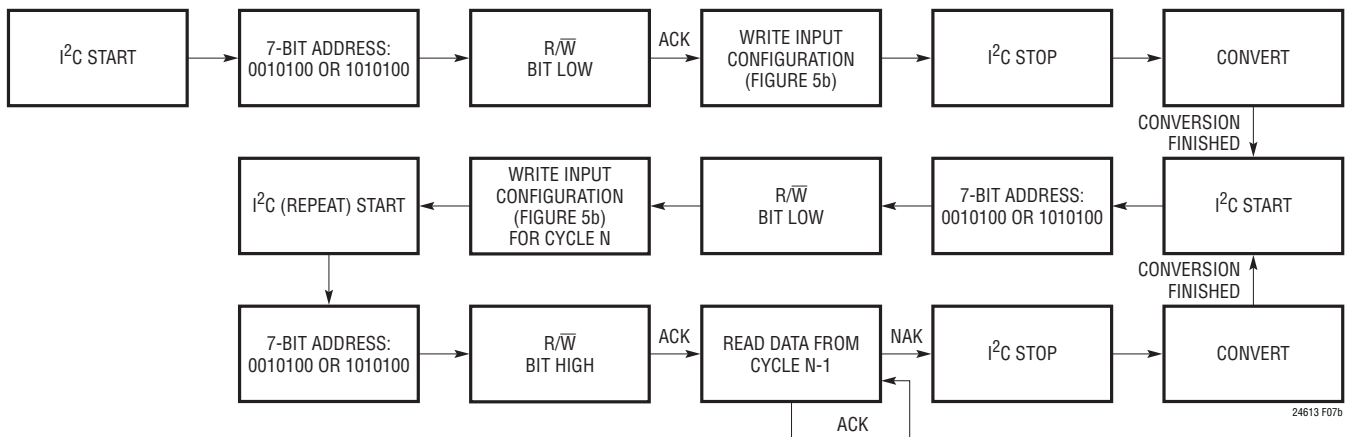 I²C START
7-BIT ADDRESS:
0010100 OR 1010100
R/W̅
BIT LOW
ACK
WRITE INPUT
CONFIGURATION
(FIGURE 5b)
I²C STOP
CONVERT
CONVERSION
FINISHED
I²C START
7-BIT ADDRESS:
0010100 OR 1010100
R/W̅
BIT LOW
WRITE INPUT
CONFIGURATION
(FIGURE 5b)
FOR CYCLE N
I²C (REPEAT) START
7-BIT ADDRESS:
0010100 OR 1010100
R/W̅
BIT HIGH
ACK
READ DATA FROM
CYCLE N-1
ACK
NAK
I²C STOP
CONVERT
CONVERSION
FINISHED
24613 F07b